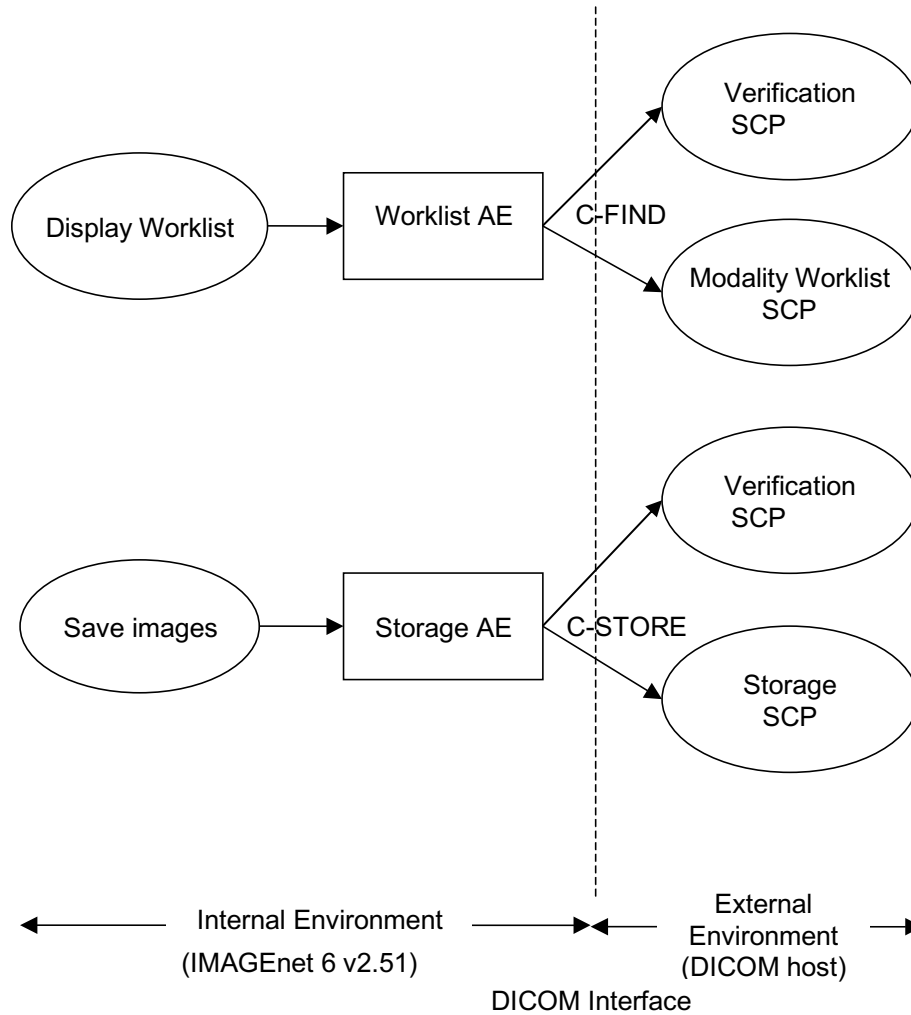 Verification
SCP
Display Worklist
Worklist AE
C-FIND
Modality Worklist
SCP
Verification
SCP
Save images
Storage AE
C-STORE
Storage
SCP
Internal Environment
(IMAGEnet 6 v2.51)
External
Environment
(DICOM host)
DICOM Interface